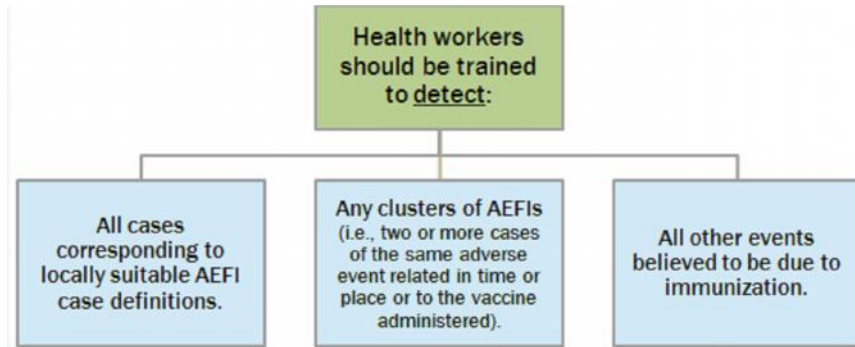 Health workers
should be trained
to detect:
All cases
corresponding to
locally suitable AEFI
case definitions.
Any clusters of AEFIs
(i.e., two or more cases
of the same adverse
event related in time or
place or to the vaccine
administered).
All other events
believed to be due to
immunization.